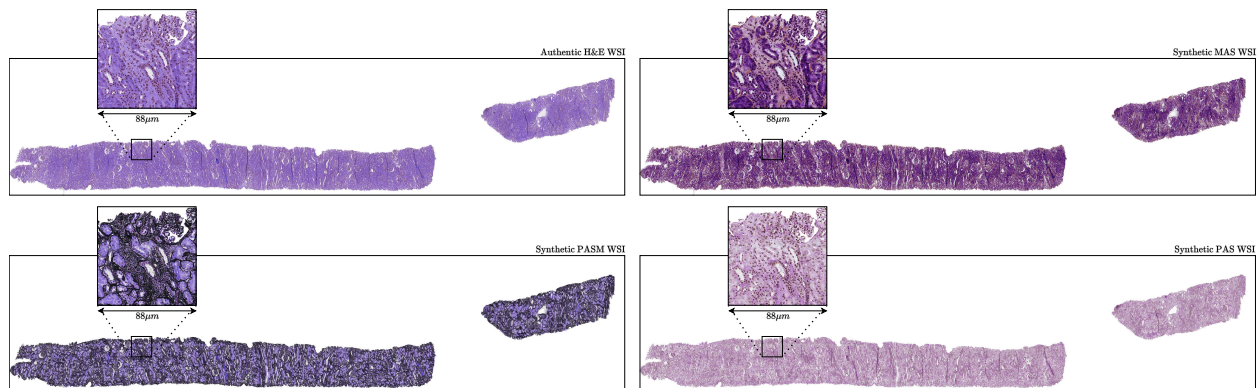 Authentic H&E WSI
Synthetic MAS WSI
88μm
88μm
Synthetic PASM WSI
Synthetic PAS WSI
88μm
88μm